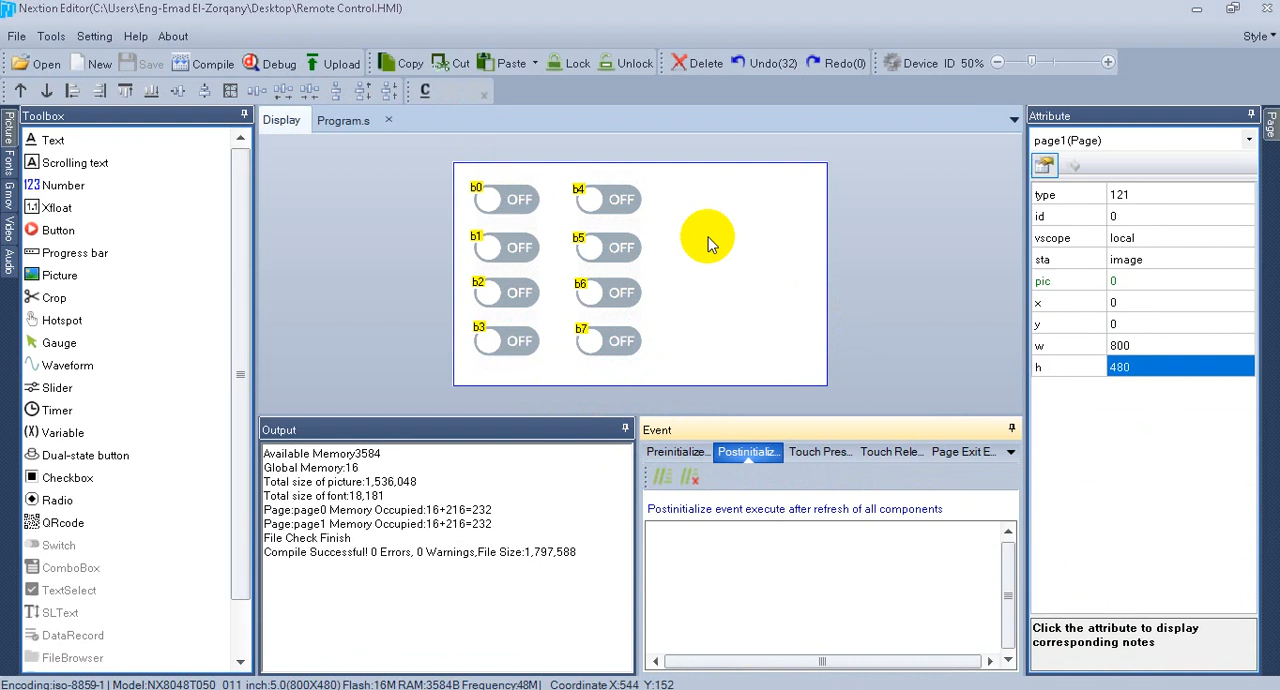 Nextion Editor(C:\Users\Eng-Emad El-Zorqany\Desktop\Remote Control.HMI)
File Tools Setting Help About
Style
Open New Save Compile Debug Upload Copy Cut Paste Lock Unlock Delete Undo(32) Redo(0) Device ID 50%
Toolbox
Text
Scrolling text
Number
Xfloat
Button
Progress bar
Picture
Crop
Hotspot
Gauge
Waveform
Slider
Timer
Variable
Dual-state button
Checkbox
Radio
QRcode
Switch
ComboBox
TextSelect
SLText
DataRecord
FileBrowser
Picture
Fonts
Gmov
Video
Audio
Display Program.s
b0 OFF b4 OFF
b1 OFF b5 OFF
b2 OFF b6 OFF
b3 OFF b7 OFF
Output
Available Memory3584
Global Memory:16
Total size of picture:1,536,048
Total size of font:18,181
Page:page0 Memory Occupied:16+216=232
Page:page1 Memory Occupied:16+216=232
File Check Finish
Compile Successful! 0 Errors, 0 Warnings,File Size:1,797,588
Event
Preinitialize... Postinitializ... Touch Pres... Touch Rele... Page Exit E...
Postinitialize event execute after refresh of all components
Attribute
page1(Page)
type 121
id 0
vscope local
sta image
pic 0
x 0
y 0
w 800
h 480
Click the attribute to display
corresponding notes
Page
Encoding:iso-8859-1| Model:NX8048T050_011 inch:5.0(800X480) Flash:16M RAM:3584B Frequency:48M| Coordinate X:544 Y:152